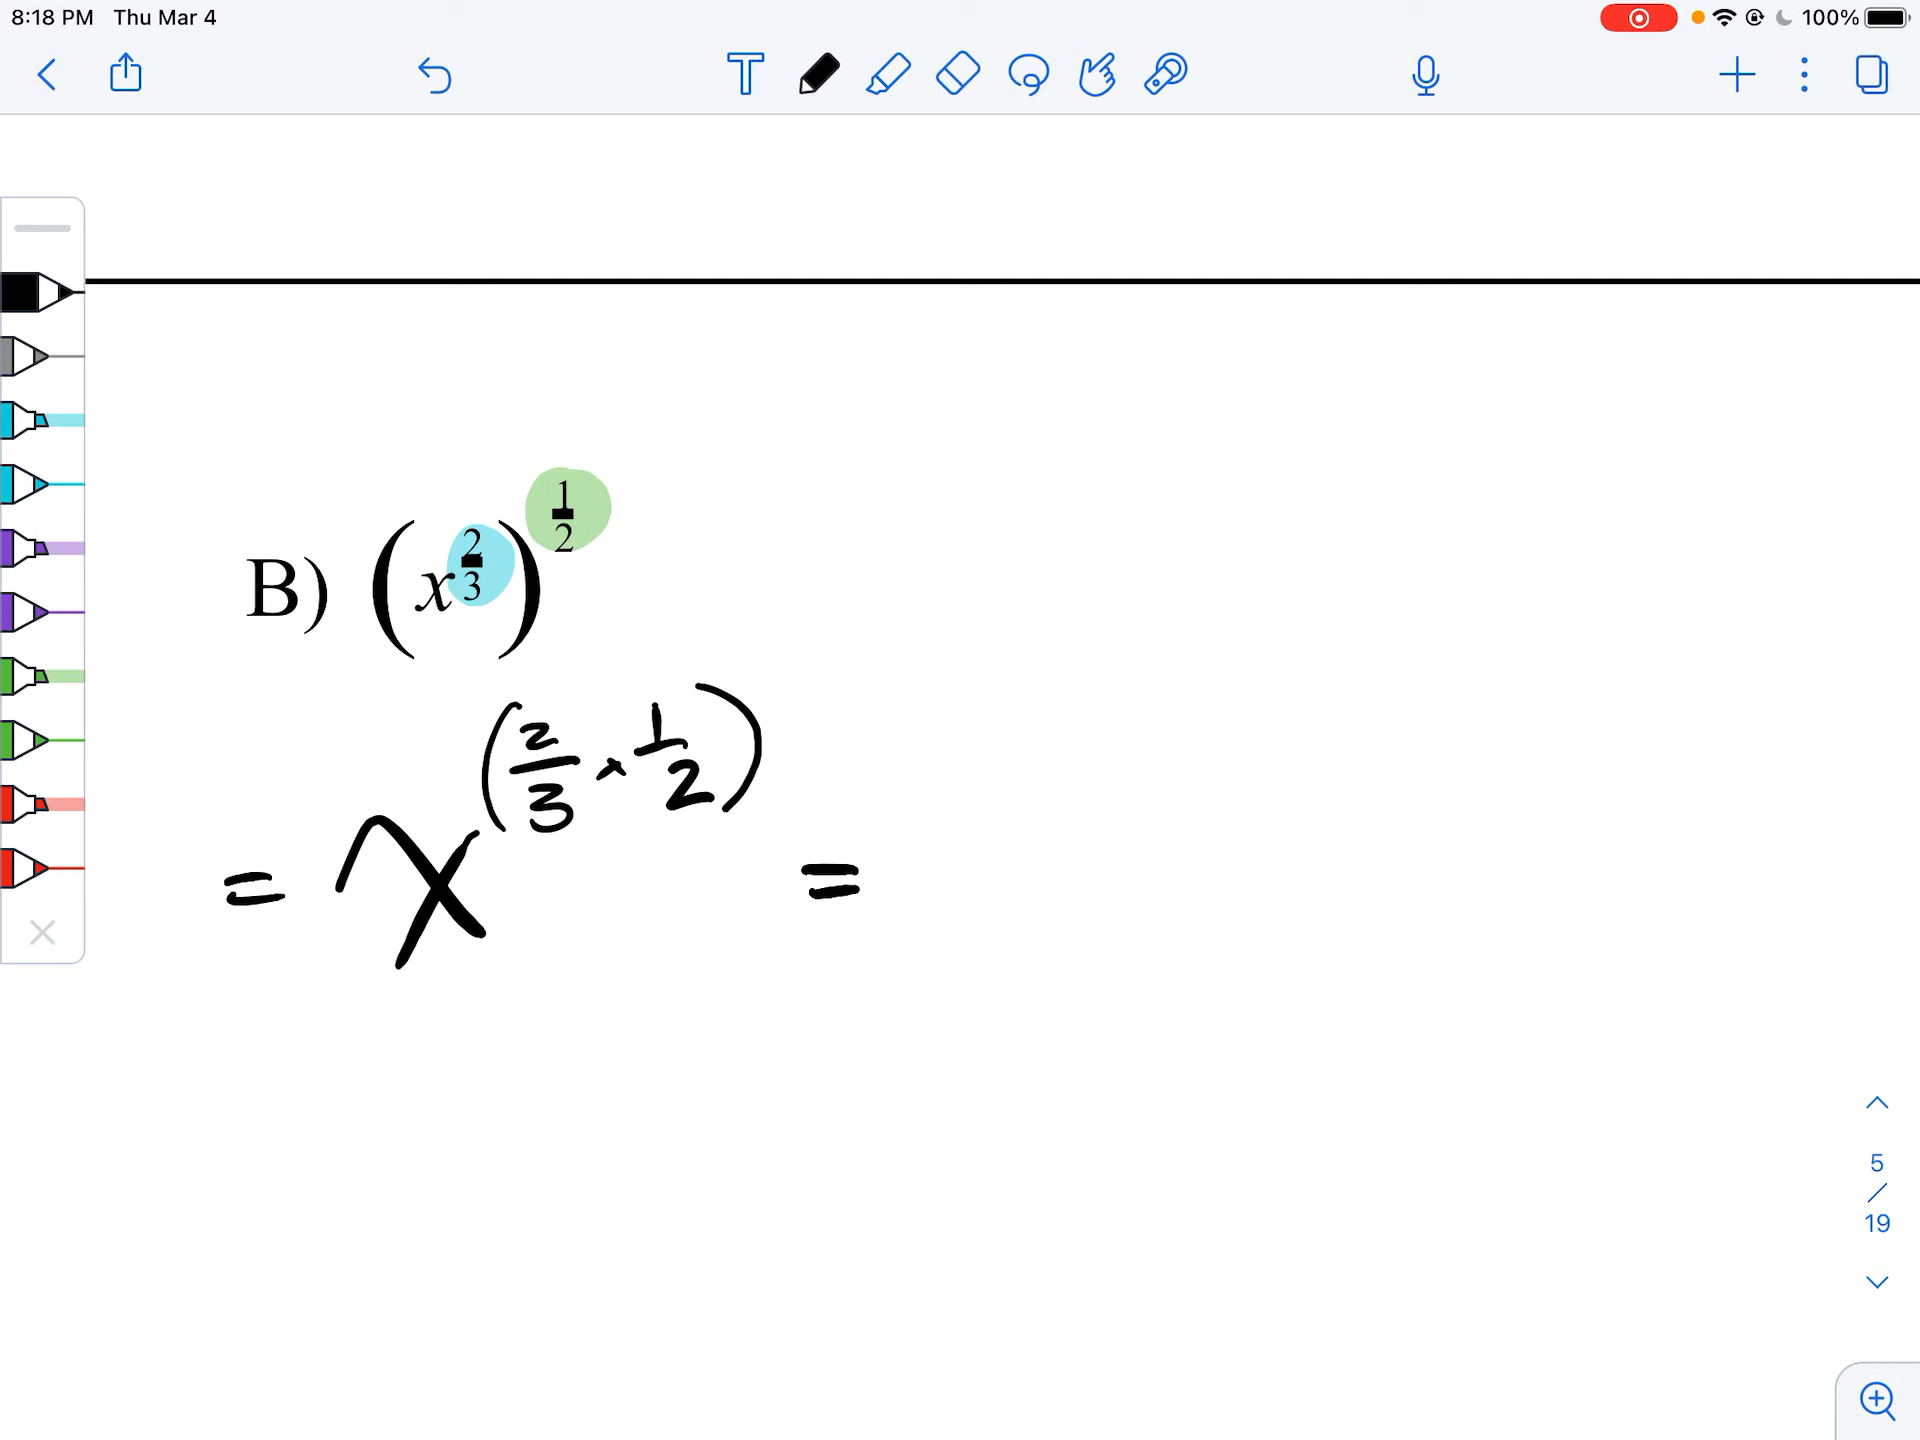 8:18 PM Thu Mar 4 100%
T
B) (x^{2/3})^{1/2}
= x^{(2/3 × 1/2)} =
5
/
19